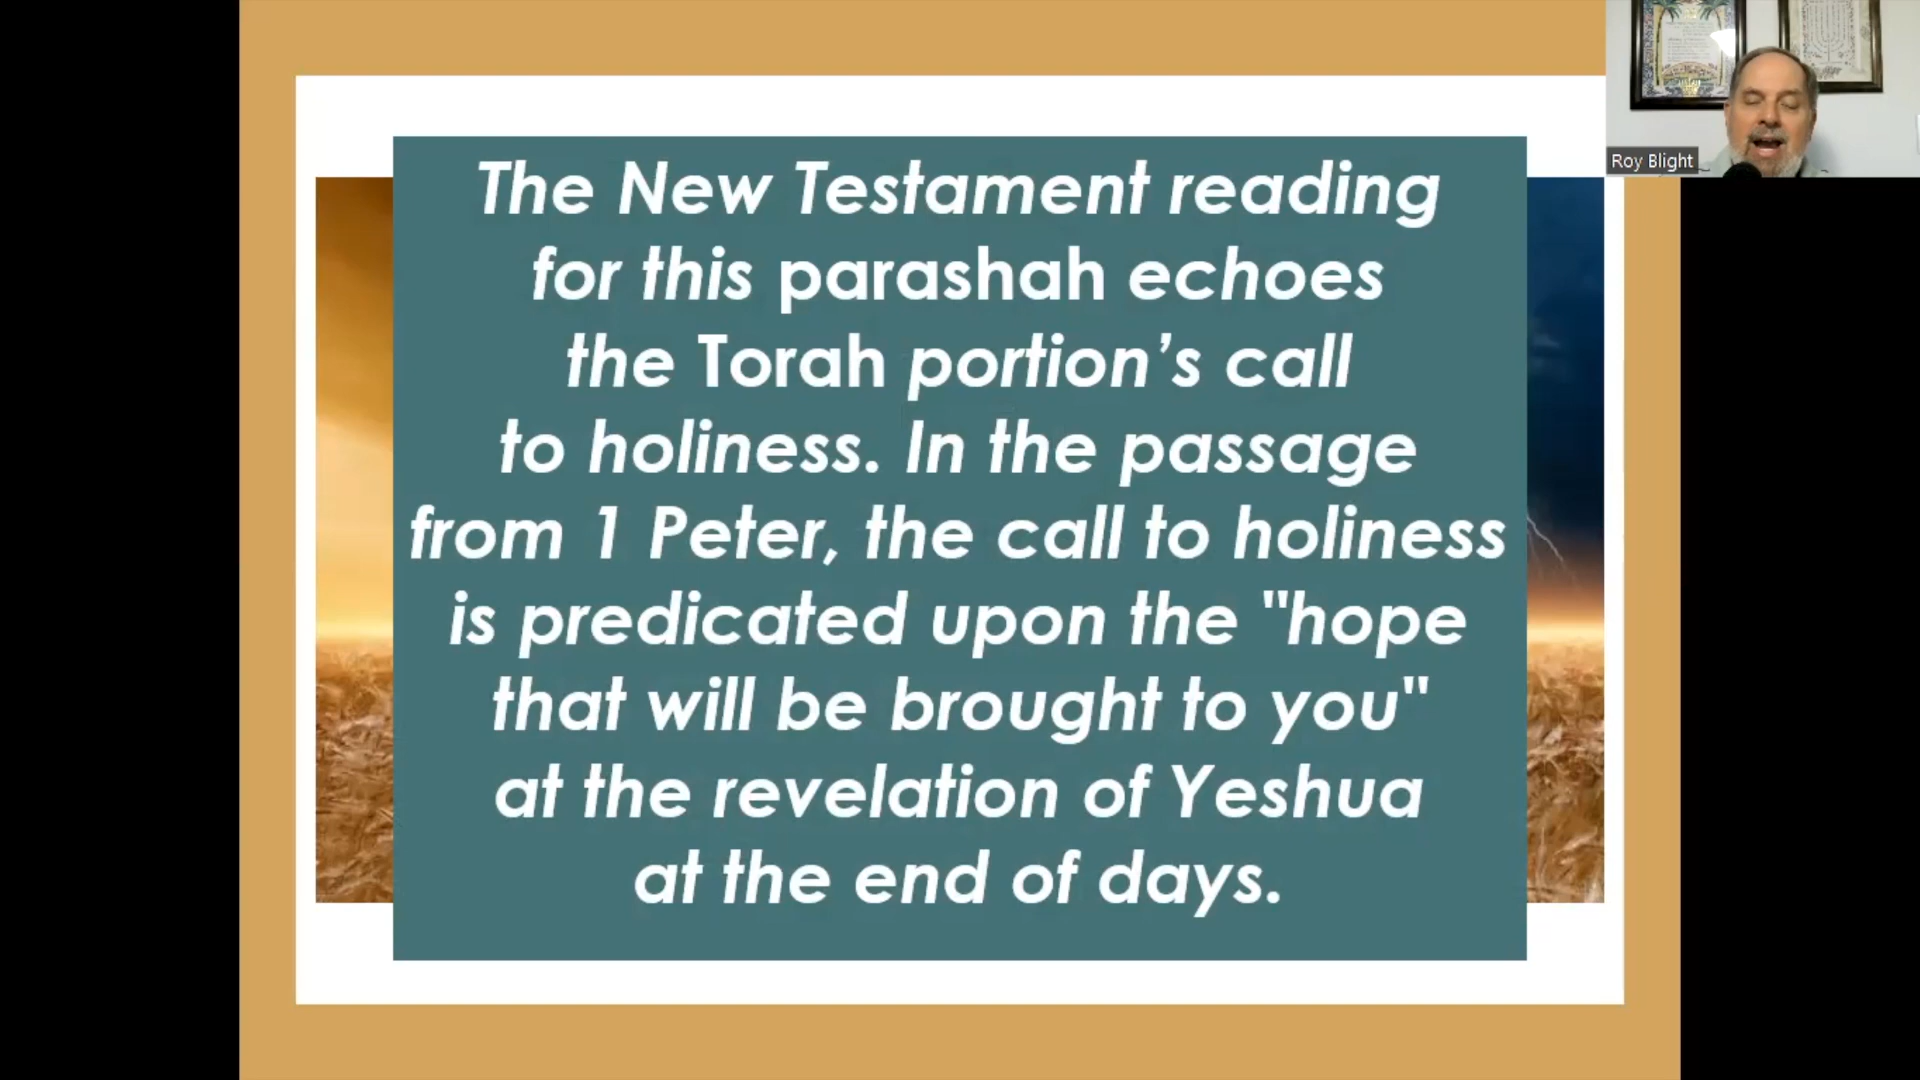 The New Testament reading
for this parashah echoes
the Torah portion’s call
to holiness. In the passage
from 1 Peter, the call to holiness
is predicated upon the "hope
that will be brought to you"
at the revelation of Yeshua
at the end of days.
Roy Blight